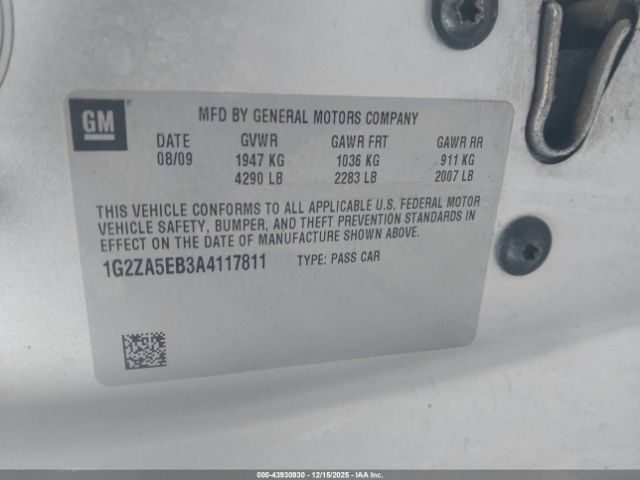 GM
MFD BY GENERAL MOTORS COMPANY
DATE GVWR GAWR FRT GAWR RR
08/09 1947 KG 1036 KG 911 KG
4290 LB 2283 LB 2007 LB
THIS VEHICLE CONFORMS TO ALL APPLICABLE U.S. FEDERAL MOTOR
VEHICLE SAFETY, BUMPER, AND THEFT PREVENTION STANDARDS IN
EFFECT ON THE DATE OF MANUFACTURE SHOWN ABOVE.
1G2ZA5EB3A4117811 TYPE: PASS CAR
000-43930930 - 12/15/2025 - IAA, Inc.